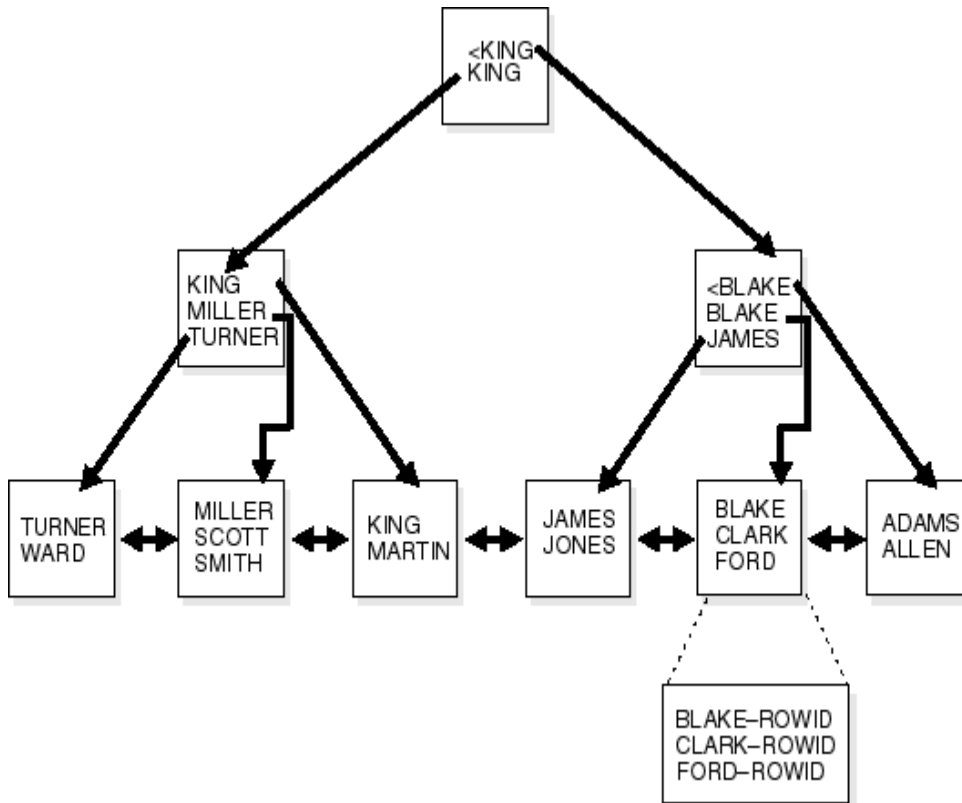 <KING
KING
KING
MILLER
TURNER
<BLAKE
BLAKE
JAMES
TURNER
WARD
MILLER
SCOTT
SMITH
KING
MARTIN
JAMES
JONES
BLAKE
CLARK
FORD
ADAMS
ALLEN
BLAKE–ROWID
CLARK–ROWID
FORD–ROWID